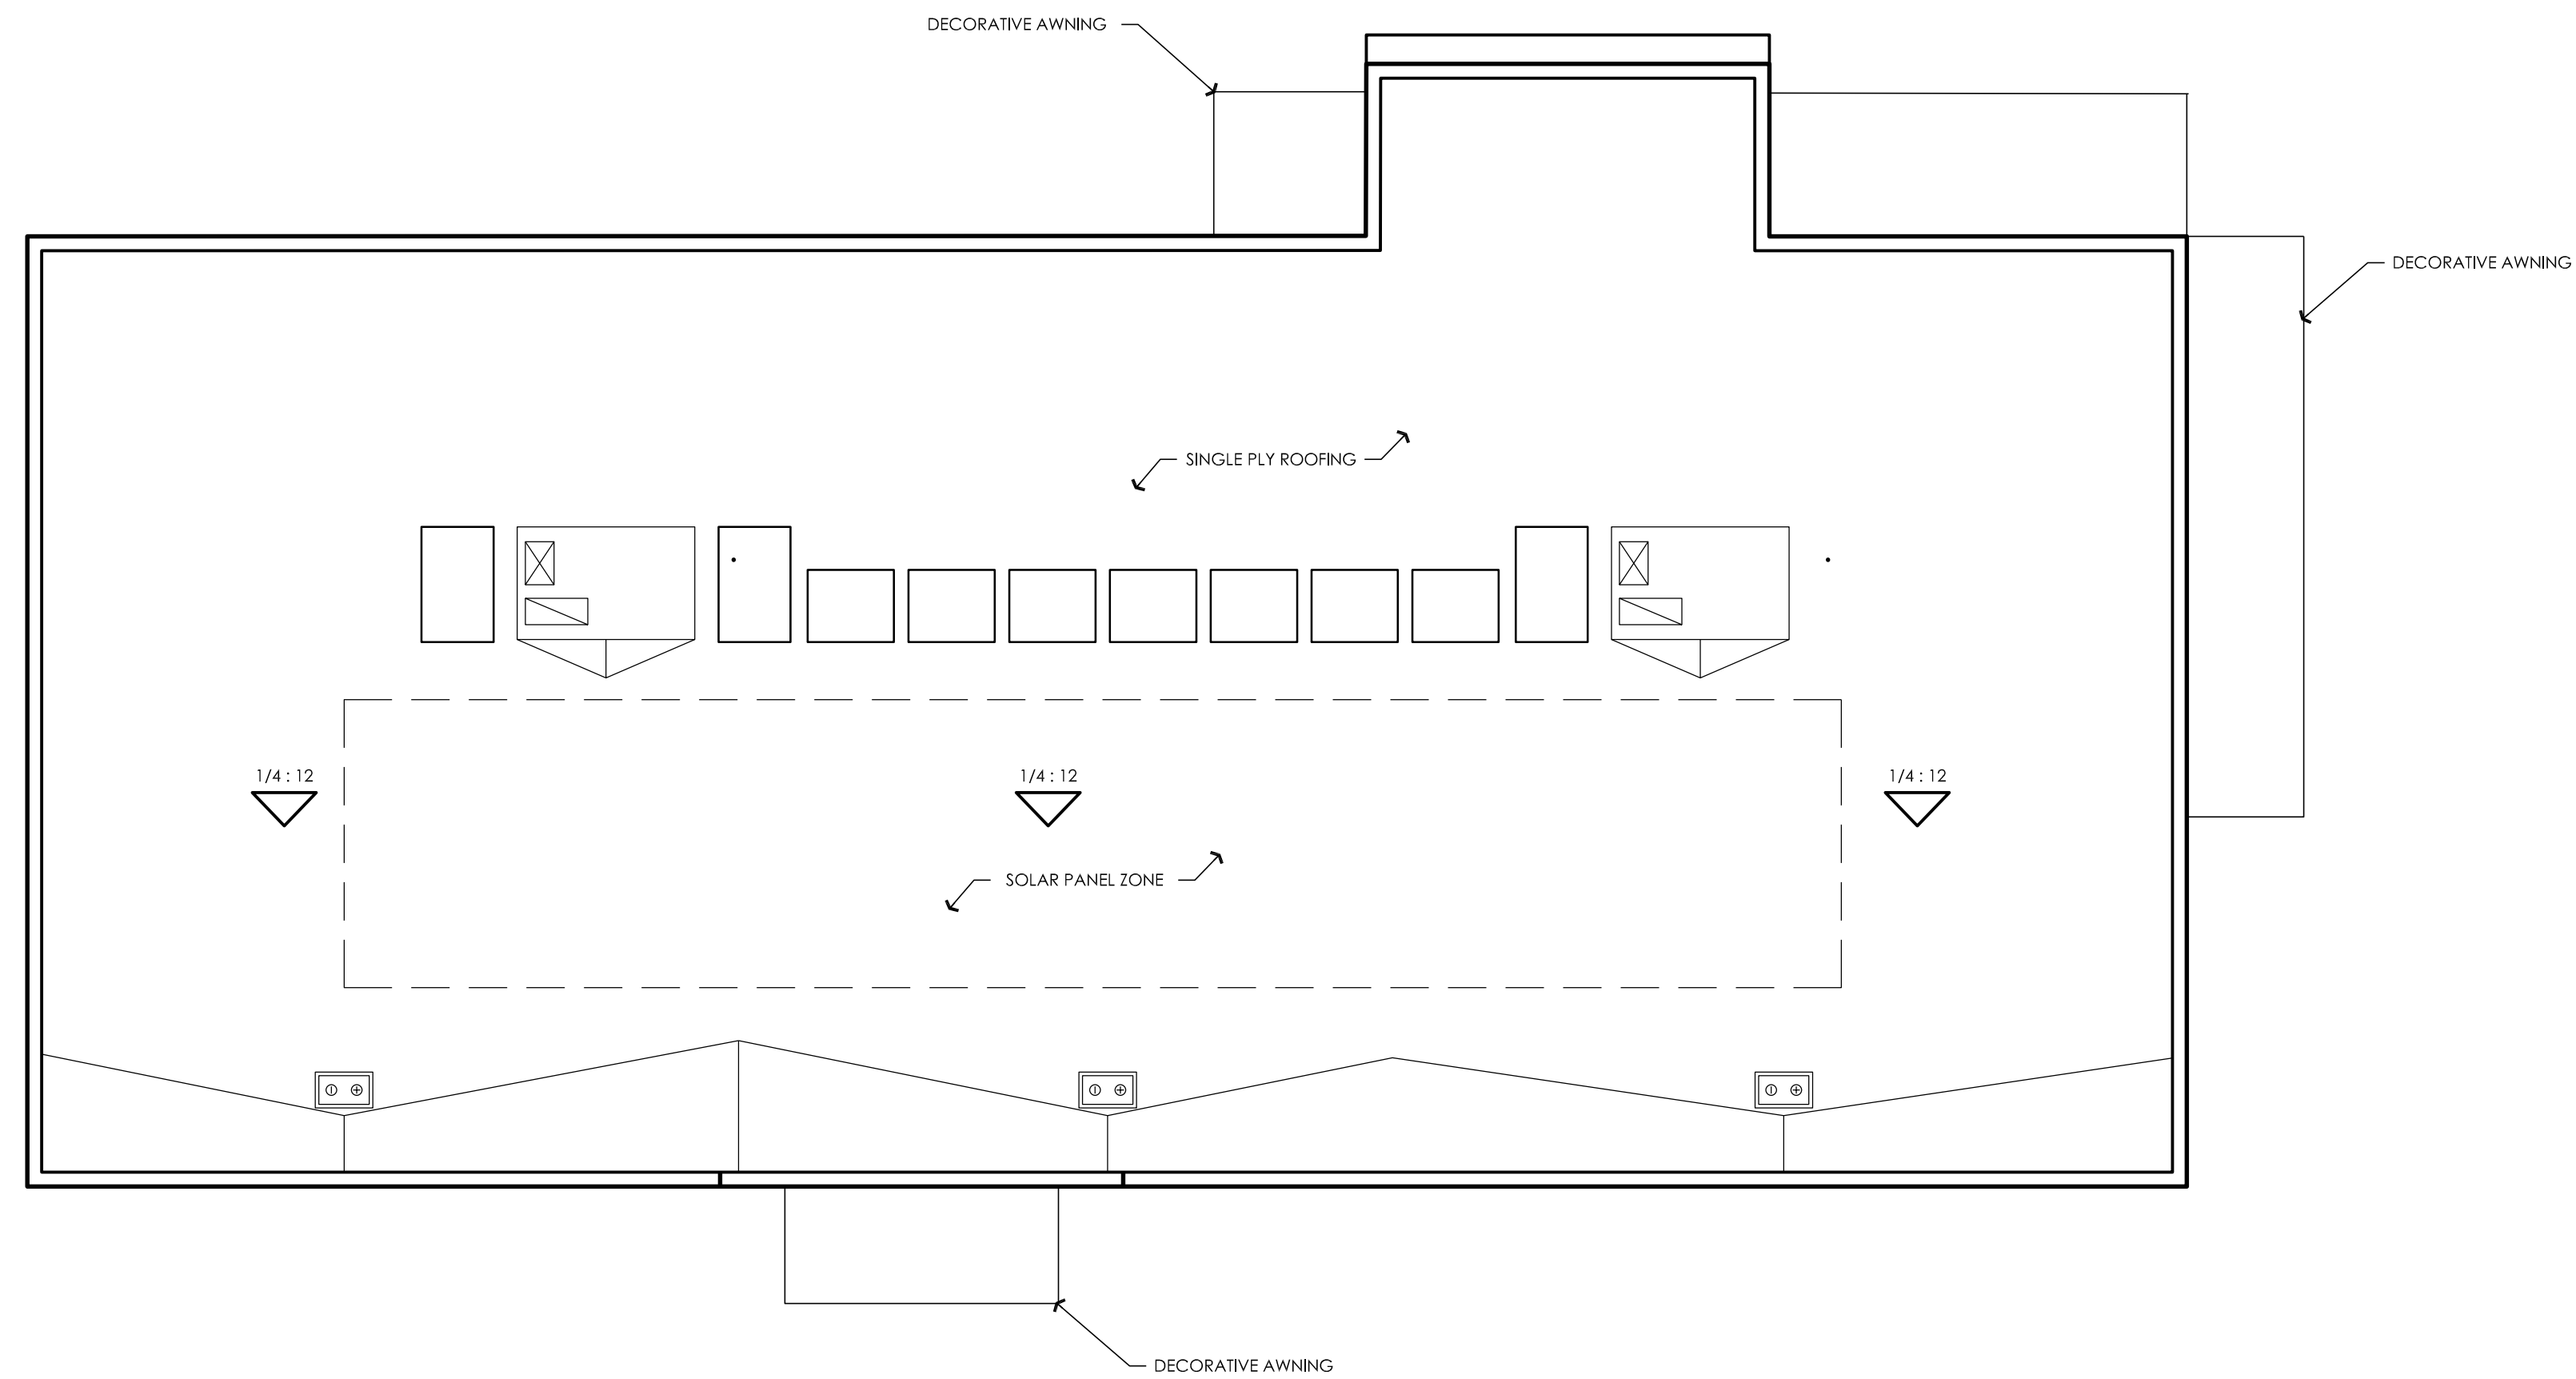 DECORATIVE AWNING
DECORATIVE AWNING
SINGLE PLY ROOFING
1/4 : 12
1/4 : 12
1/4 : 12
SOLAR PANEL ZONE
DECORATIVE AWNING